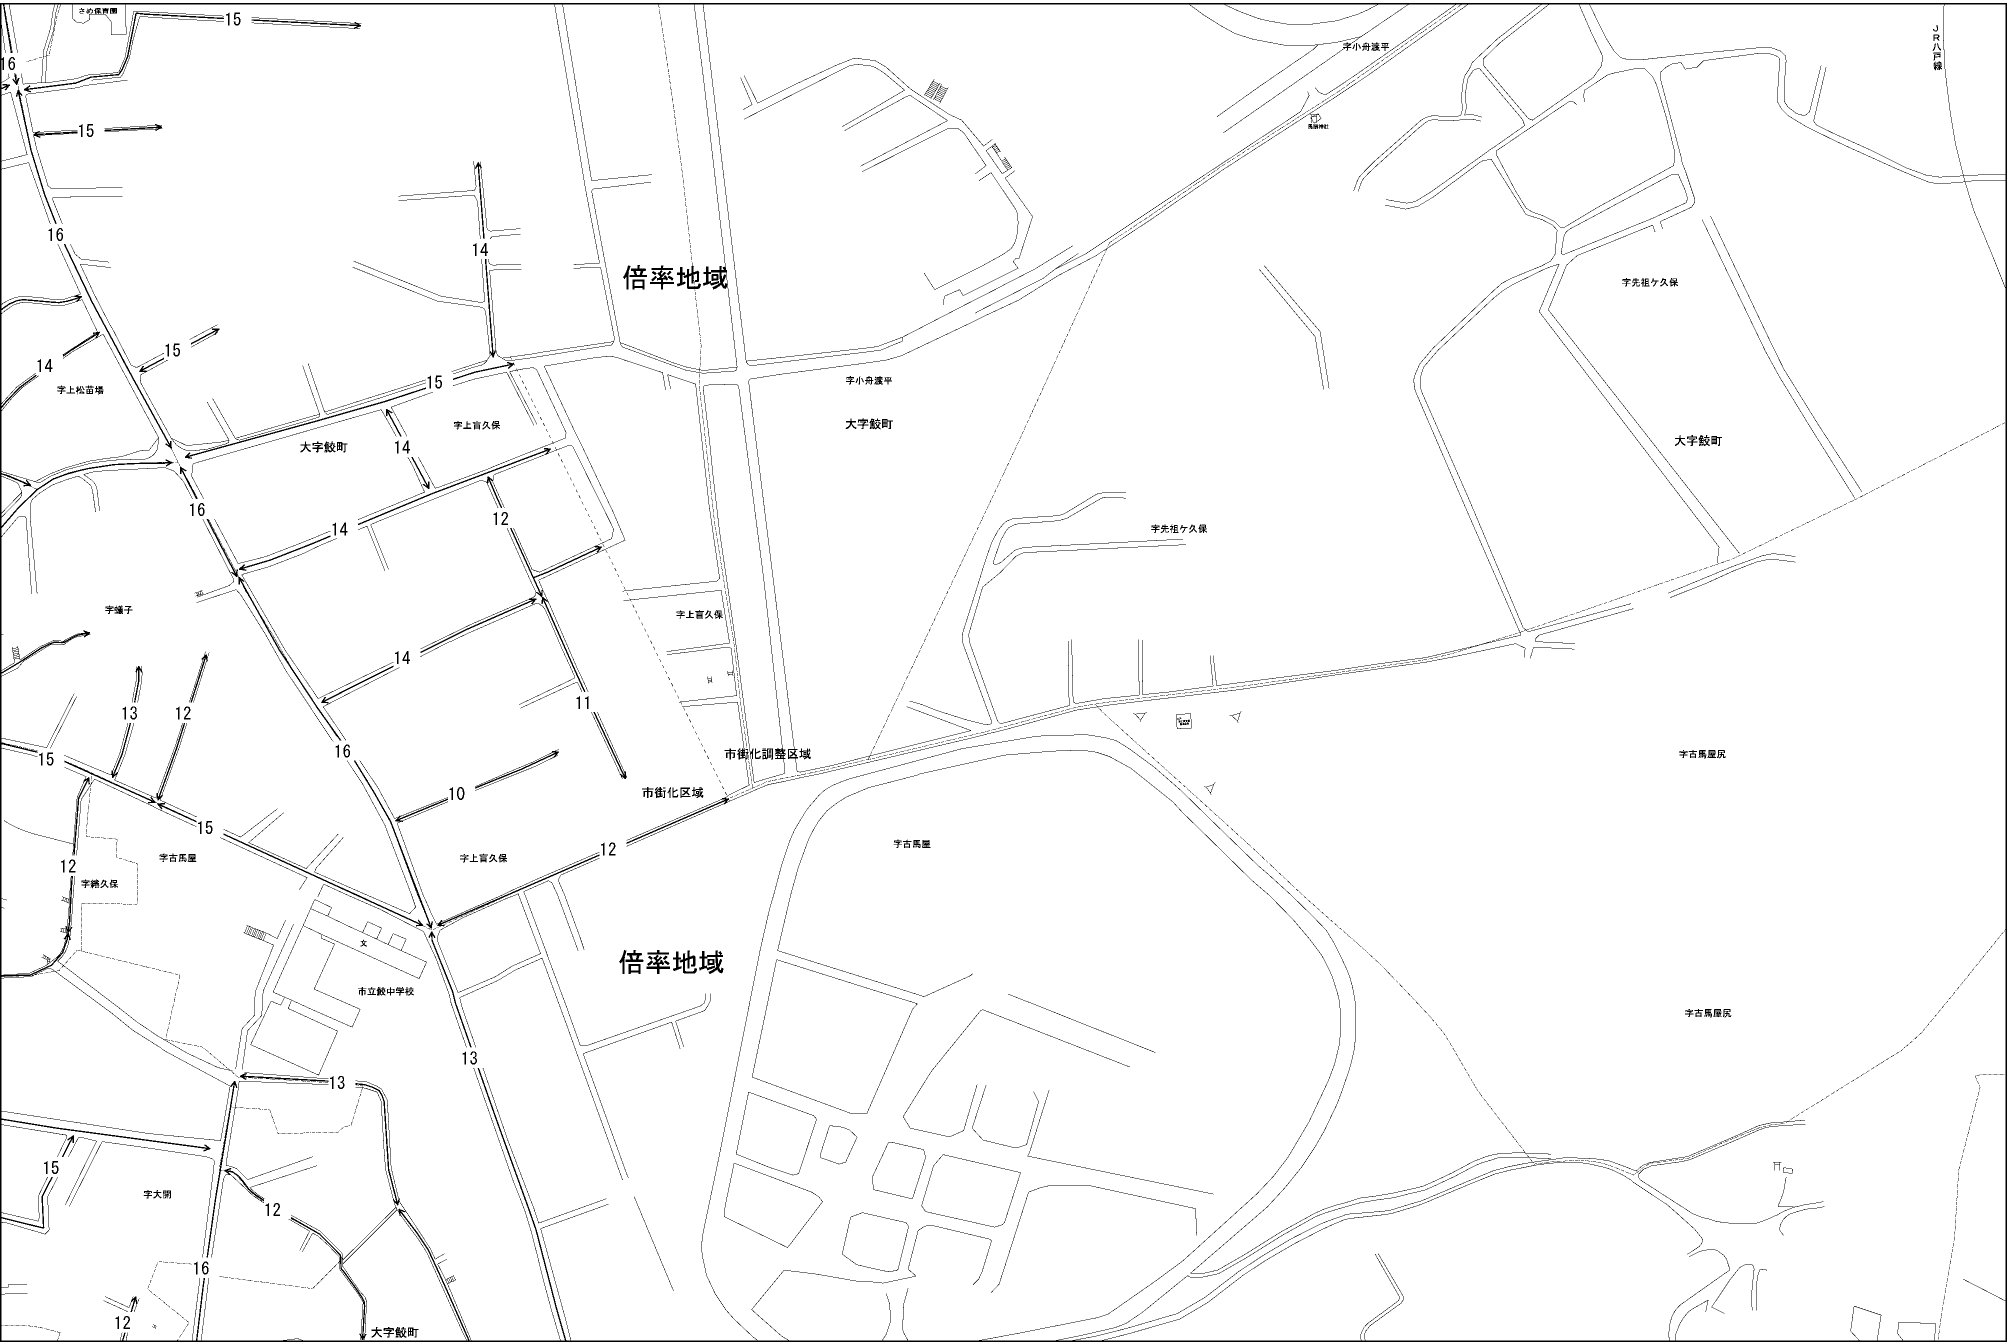 さめ保育園
15
字小舟渡平
JR八戸線
16
15
16
14
倍率地域
字先祖ケ久保
15
14
字上松苗場
15
字小舟渡平
字上盲久保
大字鮫町
大字鮫町
大字鮫町
14
16
14
12
字先祖ケ久保
字蟻子
字上盲久保
14
13
12
11
15
16
市街化調整区域
字古馬屋尻
10
市街化区域
15
12
字古馬屋
字上盲久保
字古馬屋
12
倍率地域
文
市立鮫中学校
字古馬屋尻
13
13
15
字大開
12
16
12
大字鮫町